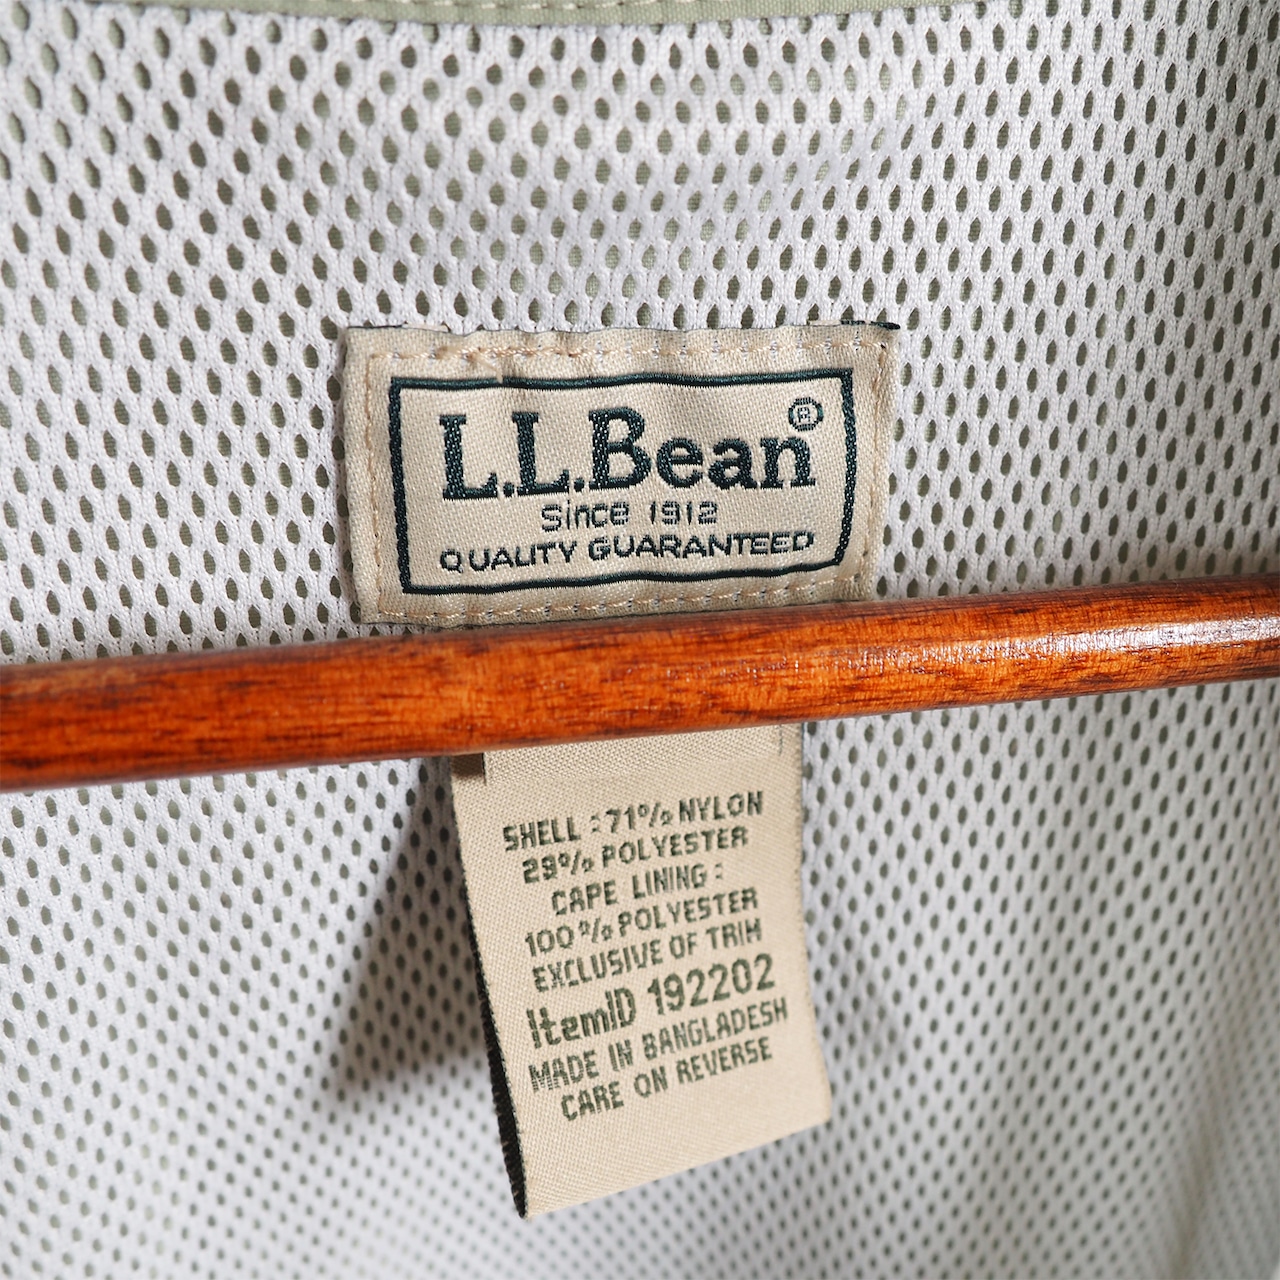 L.L.Bean®
Since 1912
QUALITY GUARANTEED
SHELL : 71% NYLON
29% POLYESTER
CAPE LINING :
100% POLYESTER
EXCLUSIVE OF TRIM
ItemID 192202
MADE IN BANGLADESH
CARE ON REVERSE